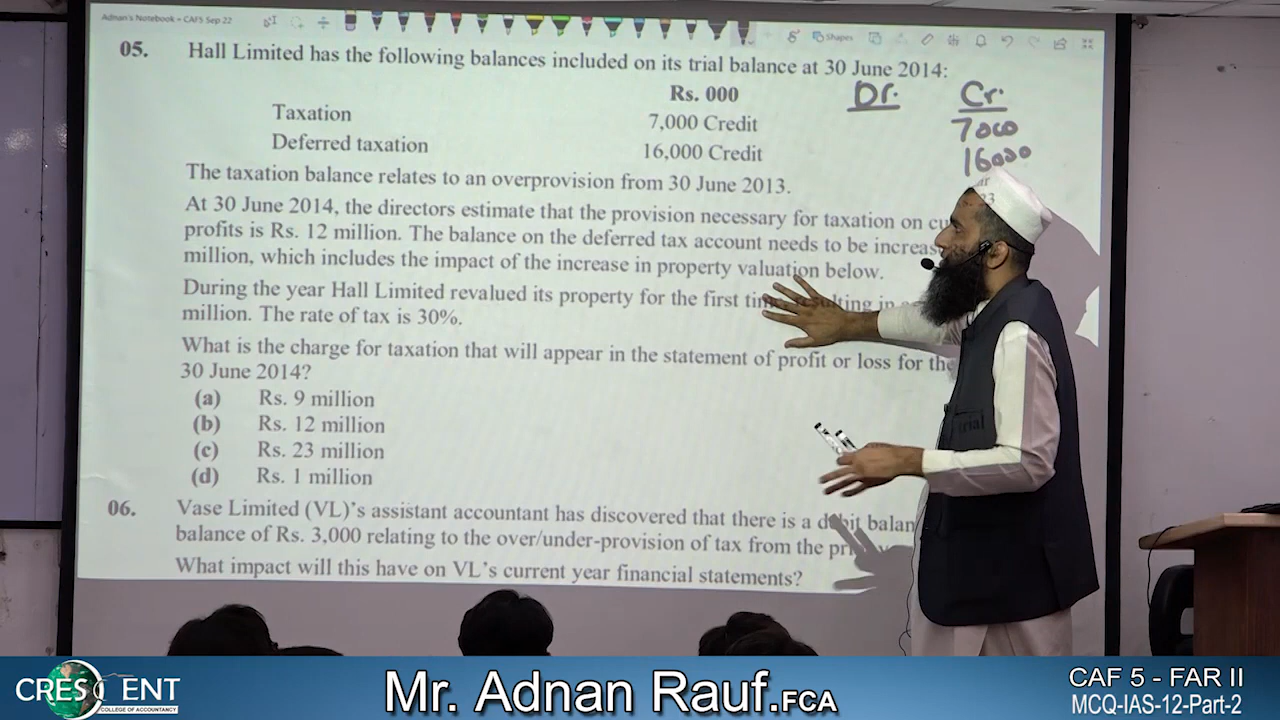 Adnan's Notebook • CAF5 Sep 22
Shapes
05. Hall Limited has the following balances included on its trial balance at 30 June 2014:
Rs. 000
Dr. Cr.
Taxation 7,000 Credit 7000
Deferred taxation 16,000 Credit 16000
The taxation balance relates to an overprovision from 30 June 2013.
At 30 June 2014, the directors estimate that the provision necessary for taxation on cu
profits is Rs. 12 million. The balance on the deferred tax account needs to be increas
million, which includes the impact of the increase in property valuation below.
During the year Hall Limited revalued its property for the first in
million. The rate of tax is 30%.
What is the charge for taxation that will appear in the statement of profit or loss for the
30 June 2014?
(a) Rs. 9 million
(b) Rs. 12 million
(c) Rs. 23 million
(d) Rs. 1 million
06. Vase Limited (VL)'s assistant accountant has discovered that there is a debit balan
balance of Rs. 3,000 relating to the over/under-provision of tax from the
What impact will this have on VL's current year financial statements?
CRESCENT
COLLEGE OF ACCOUNTANCY
Mr. Adnan Rauf.FCA
CAF 5 - FAR II
MCQ-IAS-12-Part-2